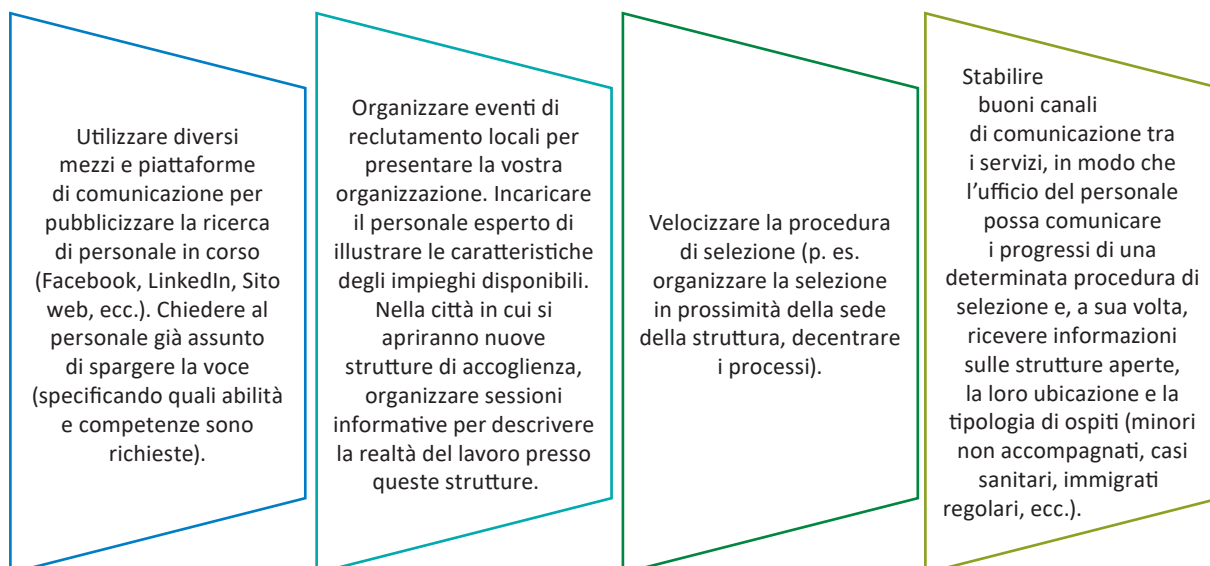 Utilizzare diversi
mezzi e piattaforme
di comunicazione per
pubblicizzare la ricerca
di personale in corso
(Facebook, LinkedIn, Sito
web, ecc.). Chiedere al
personale già assunto
di spargere la voce
(specificando quali abilità
e competenze sono
richieste).
Organizzare eventi di
reclutamento locali per
presentare la vostra
organizzazione. Incaricare
il personale esperto di
illustrare le caratteristiche
degli impieghi disponibili.
Nella città in cui si
apriranno nuove
strutture di accoglienza,
organizzare sessioni
informative per descrivere
la realtà del lavoro presso
queste strutture.
Velocizzare la procedura
di selezione (p. es.
organizzare la selezione
in prossimità della sede
della struttura, decentrare
i processi).
Stabilire
buoni canali
di comunicazione tra
i servizi, in modo che
l’ufficio del personale
possa comunicare
i progressi di una
determinata procedura di
selezione e, a sua volta,
ricevere informazioni
sulle strutture aperte,
la loro ubicazione e la
tipologia di ospiti (minori
non accompagnati, casi
sanitari, immigrati
regolari, ecc.).